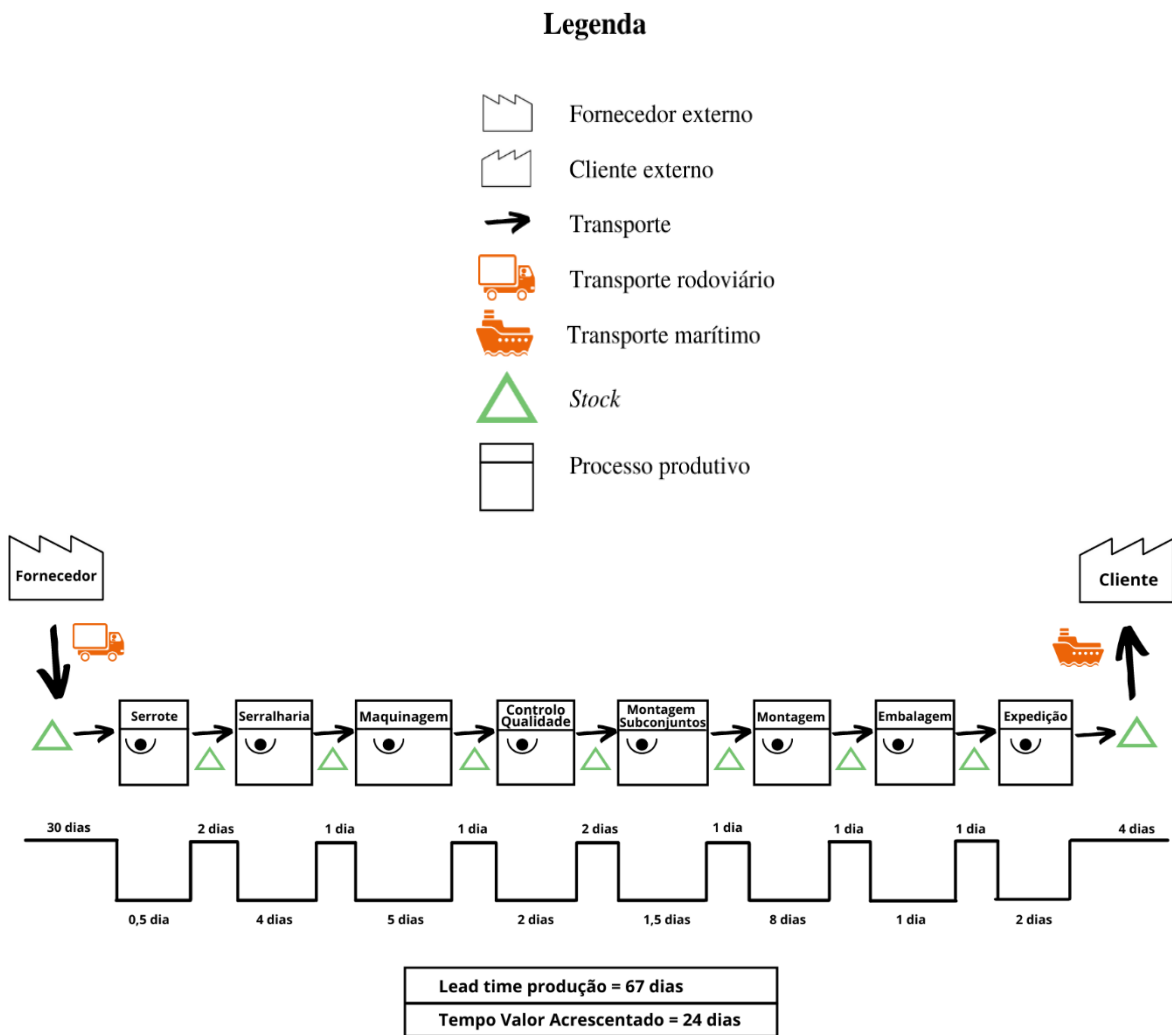 Legenda
Fornecedor externo
Cliente externo
Transporte
Transporte rodoviário
Transporte marítimo
Stock
Processo produtivo
Fornecedor
Cliente
Serrote
Serralharia
Maquinagem
Controlo
Qualidade
Montagem
Subconjuntos
Montagem
Embalagem
Expedição
30 dias
2 dias
1 dia
1 dia
2 dias
1 dia
1 dia
1 dia
4 dias
0,5 dia
4 dias
5 dias
2 dias
1,5 dias
8 dias
1 dia
2 dias
Lead time produção = 67 dias
Tempo Valor Acrescentado = 24 dias